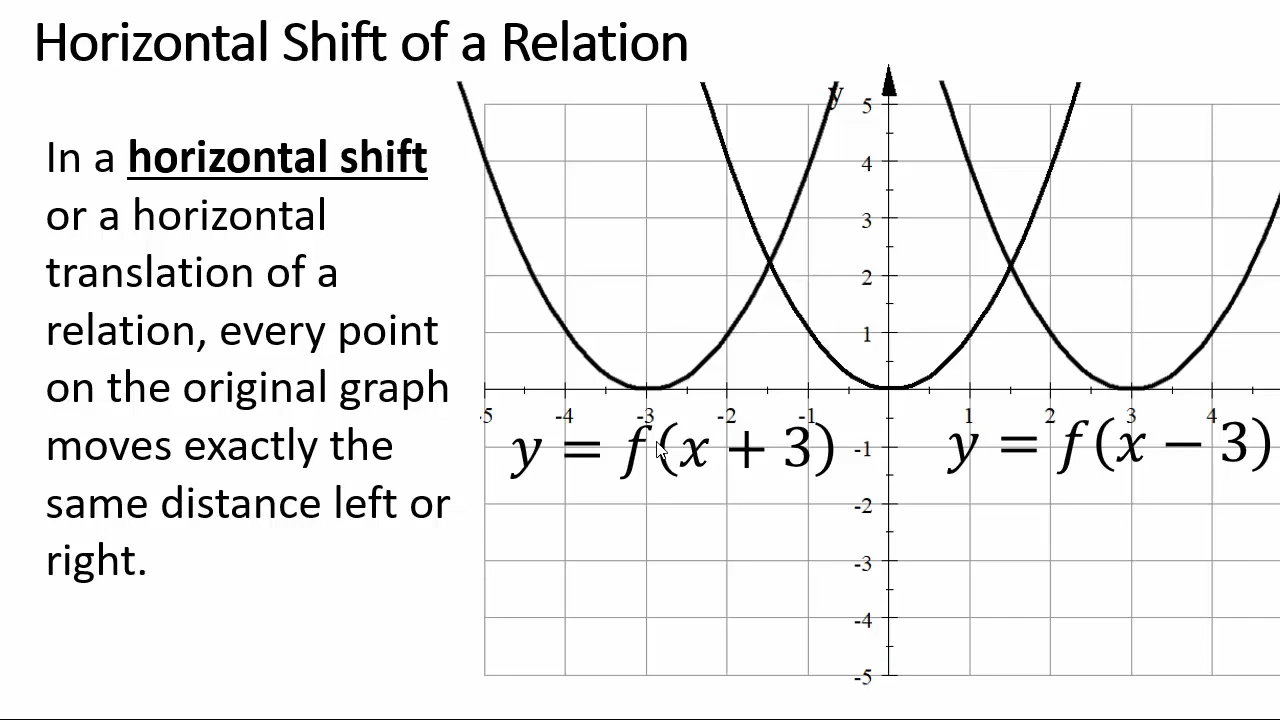 Horizontal Shift of a Relation
In a horizontal shift
or a horizontal
translation of a
relation, every point
on the original graph
moves exactly the
same distance left or
right.
y
5
4
3
2
1
-5 -4 -3 -2 -1 1 2 3 4
y = f(x + 3)
y = f(x − 3)
-1
-2
-3
-4
-5